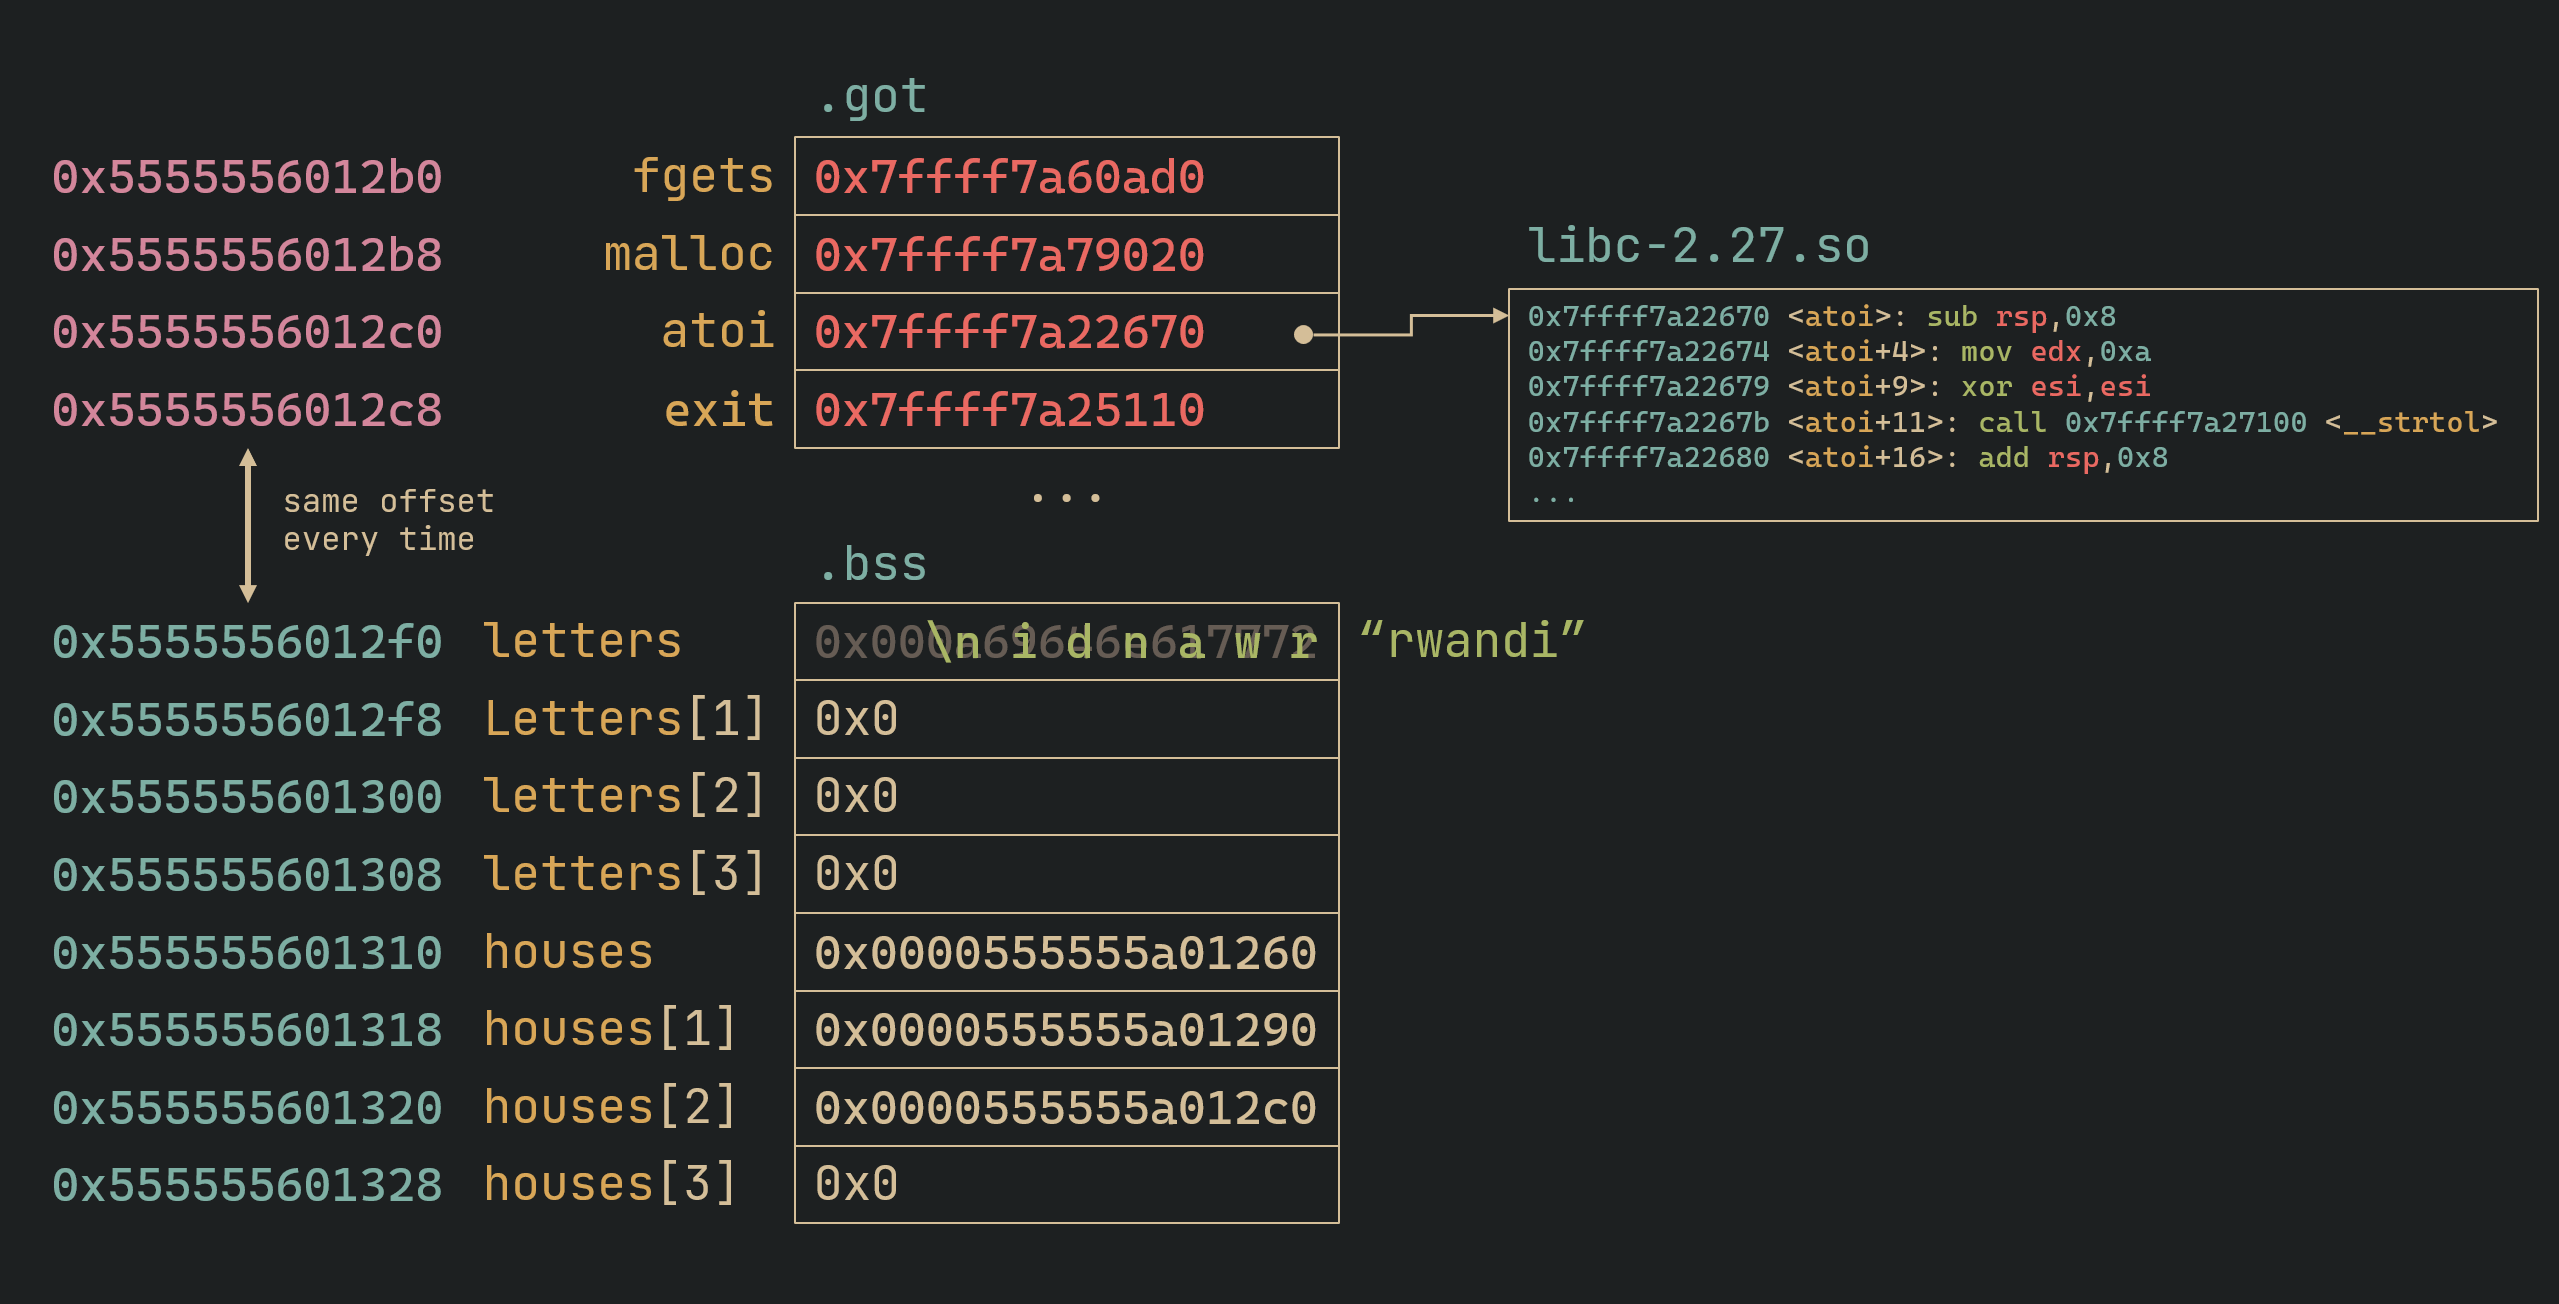 .got
0x5555556012b0 fgets 0x7ffff7a60ad0
0x5555556012b8 malloc 0x7ffff7a79020
0x5555556012c0 atoi 0x7ffff7a22670
0x5555556012c8 exit 0x7ffff7a25110
libc-2.27.so
0x7ffff7a22670 <atoi>: sub rsp,0x8
0x7ffff7a22674 <atoi+4>: mov edx,0xa
0x7ffff7a22679 <atoi+9>: xor esi,esi
0x7ffff7a2267b <atoi+11>: call 0x7ffff7a27100 <__strtol>
0x7ffff7a22680 <atoi+16>: add rsp,0x8
...
same offset
every time
...
.bss
0x5555556012f0 letters 0x000a69646e617772 \n i d n a w r “rwandi”
0x5555556012f8 Letters[1] 0x0
0x555555601300 letters[2] 0x0
0x555555601308 letters[3] 0x0
0x555555601310 houses 0x0000555555a01260
0x555555601318 houses[1] 0x0000555555a01290
0x555555601320 houses[2] 0x0000555555a012c0
0x555555601328 houses[3] 0x0